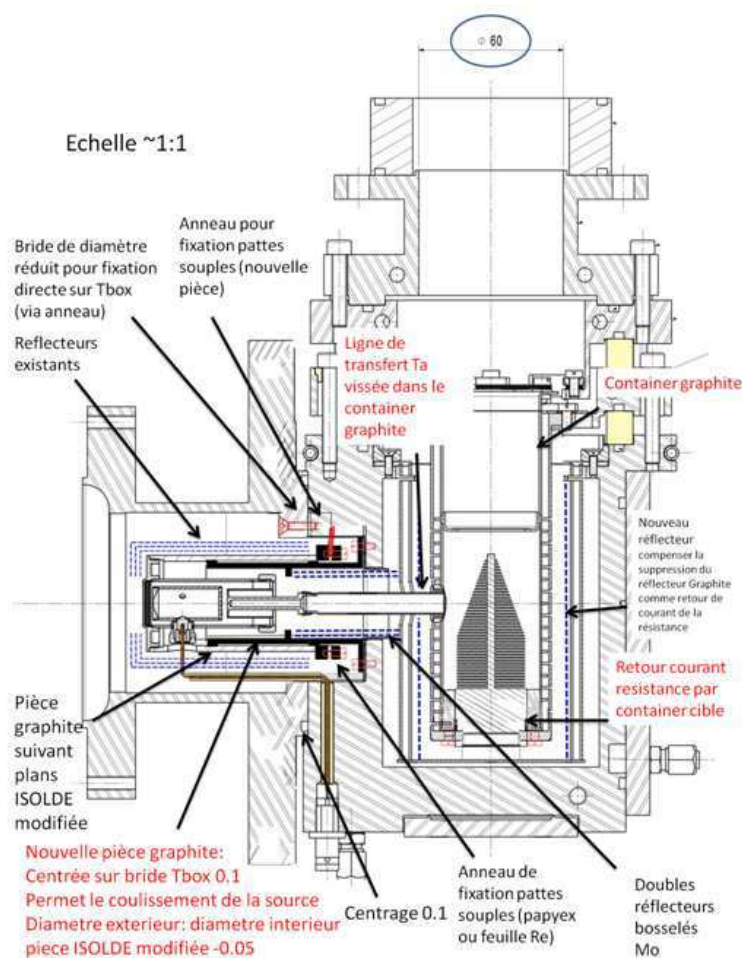 Φ 60
Echelle ~1:1
Bride de diamètre
réduit pour fixation
directe sur Tbox
(via anneau)
Anneau pour
fixation pattes
souples (nouvelle
pièce)
Reflecteurs
existants
Ligne de
transfert Ta
vissée dans le
container
graphite
Container graphite
Nouveau
réflecteur
compenser la
suppression du
réflecteur Graphite
comme retour de
courant de la
résistance
Retour courant
resistance par
container cible
Pièce
graphite
suivant
plans
ISOLDE
modifiée
Nouvelle pièce graphite:
Centrée sur bride Tbox 0.1
Permet le coulissement de la source
Diametre exterieur: diametre interieur
piece ISOLDE modifiée -0.05
Centrage 0.1
Anneau de
fixation pattes
souples (papyex
ou feuille Re)
Doubles
réflecteurs
bosselés
Mo